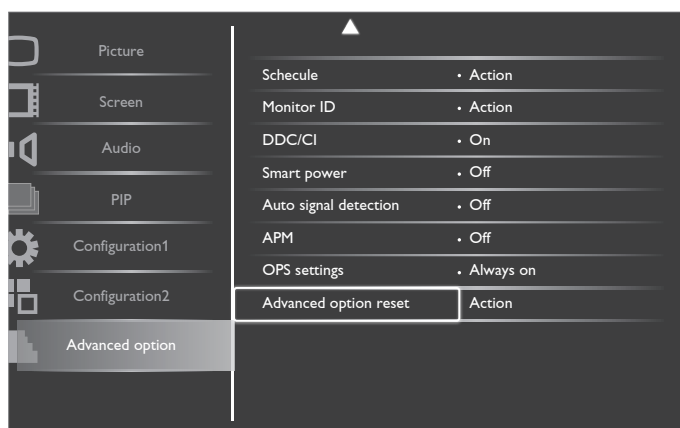 Picture
Screen
Audio
PIP
Configuration1
Configuration2
Advanced option
Schecule • Action
Monitor ID • Action
DDC/CI • On
Smart power • Off
Auto signal detection • Off
APM • Off
OPS settings • Always on
Advanced option reset Action